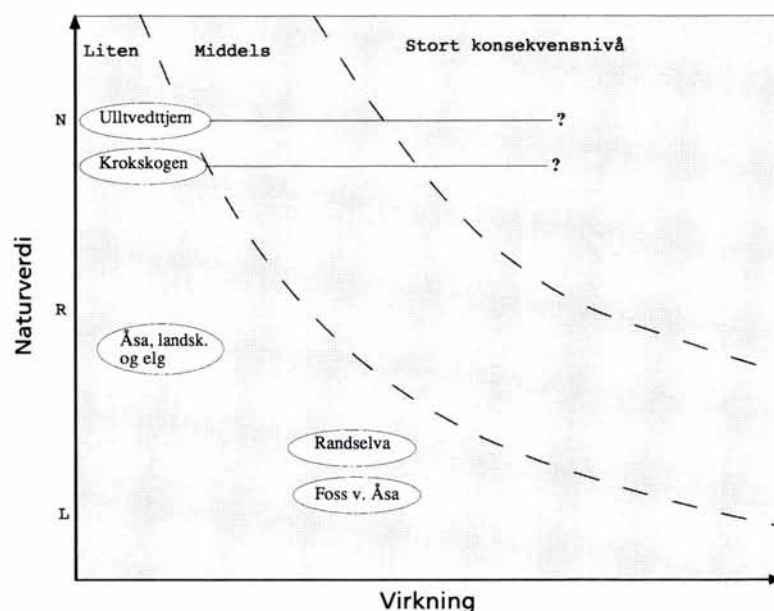 Liten Middels Stort konsekvensnivå
N
Ulltvedttjern ?
Krokskogen ?
Naturverdi
R
Åsa, landsk.
og elg
Randselva
Foss v. Åsa
L
Virkning